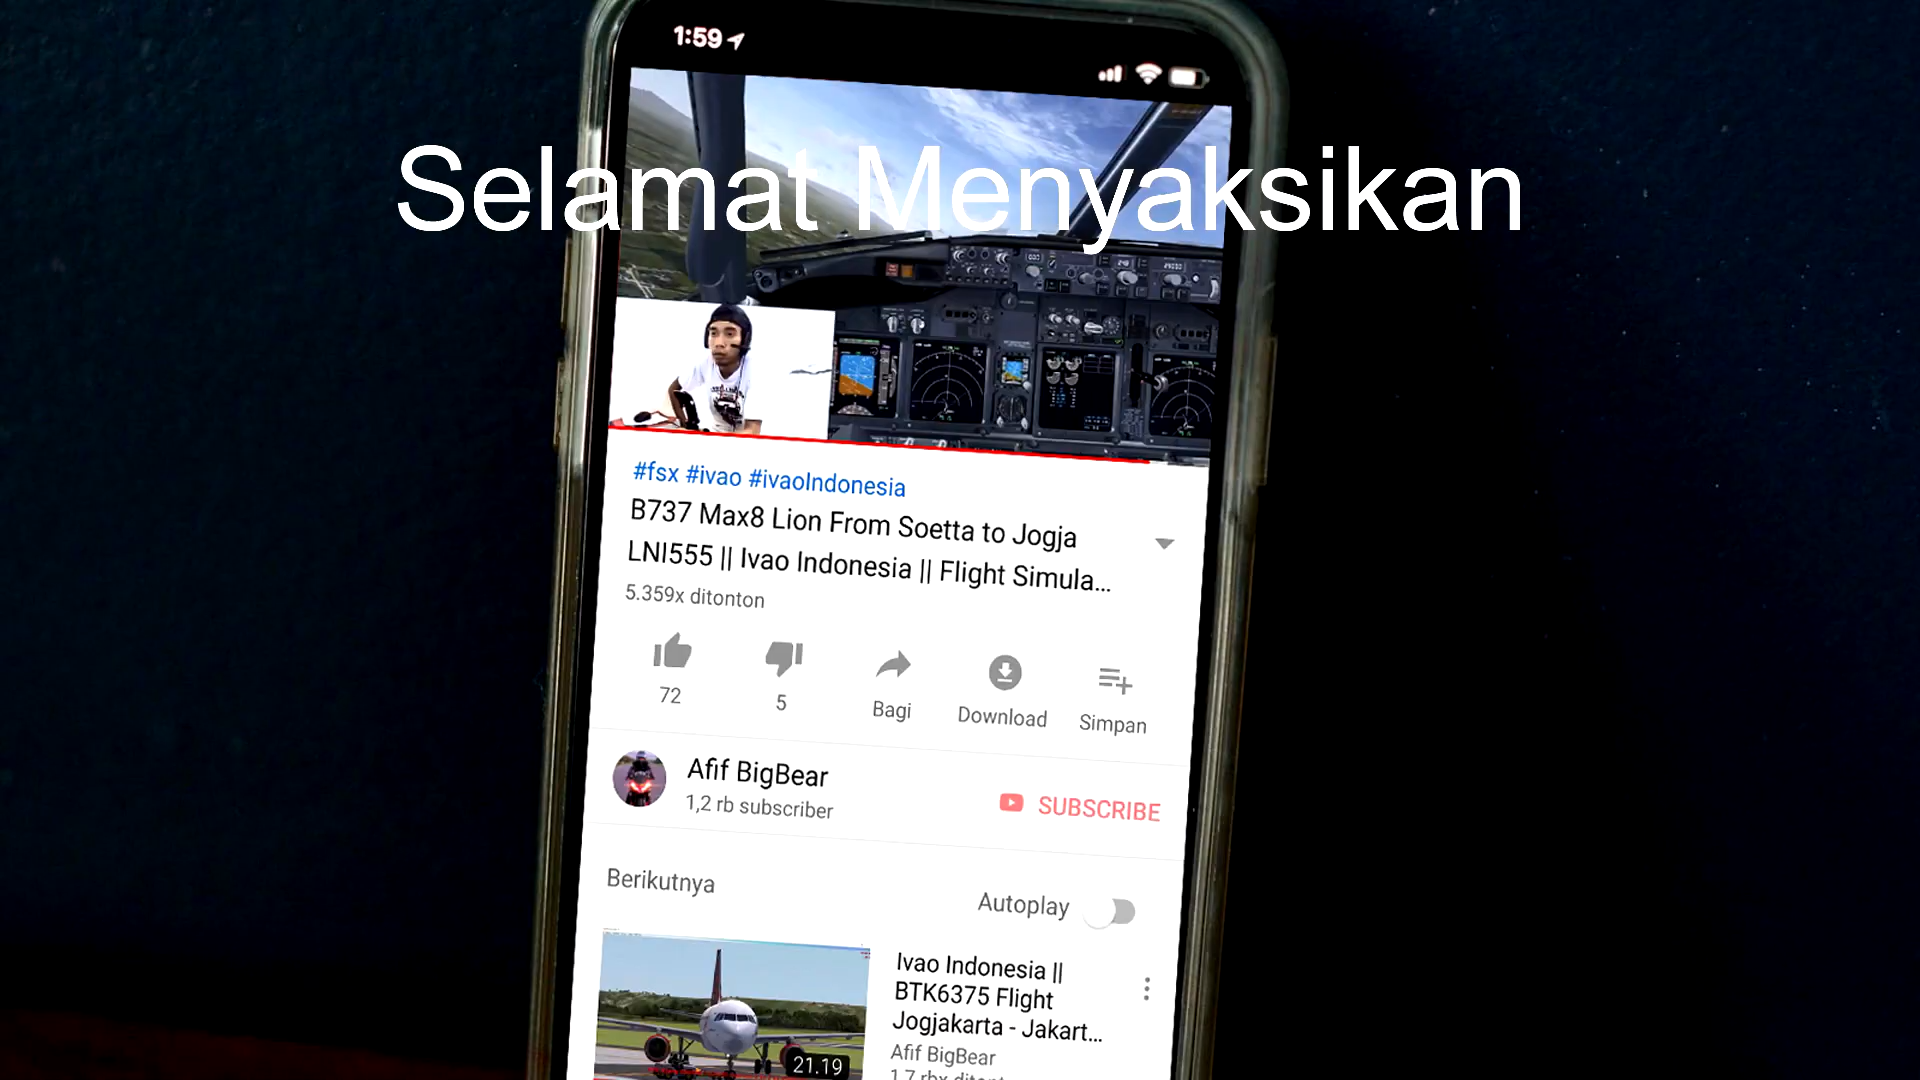 1:59
Selamat Menyaksikan
#fsx #ivao #ivaoIndonesia
B737 Max8 Lion From Soetta to Jogja
LNI555 || Ivao Indonesia || Flight Simula...
5.359x ditonton
72
5
Bagi
Download
Simpan
Afif BigBear
1,2 rb subscriber
SUBSCRIBE
Berikutnya
Autoplay
Ivao Indonesia ||
BTK6375 Flight
Jogjakarta - Jakart...
Afif BigBear
21.19